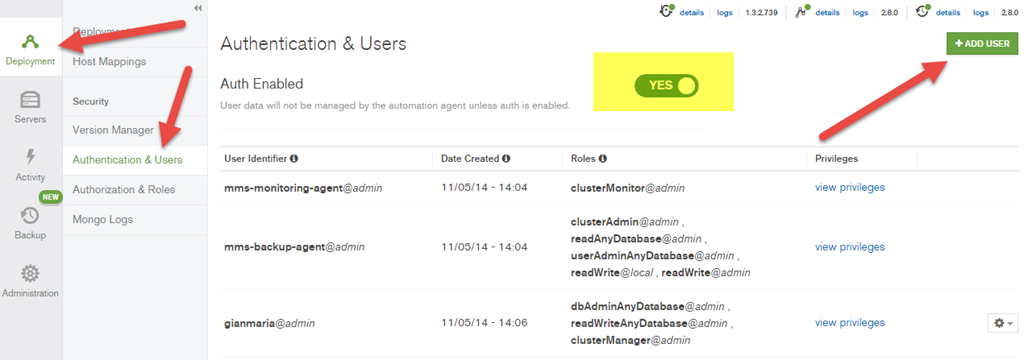 details logs 1.3.2.739 details logs 2.8.0 details logs 2.8.0
Deployment
Servers
Activity
NEW
Backup
Administration
Deployment
Host Mappings
Security
Version Manager
Authentication & Users
Authorization & Roles
Mongo Logs
Authentication & Users
+ ADD USER
Auth Enabled
YES
User data will not be managed by the automation agent unless auth is enabled.
User Identifier Date Created Roles Privileges
mms-monitoring-agent@admin 11/05/14 - 14:04 clusterMonitor@admin view privileges
clusterAdmin@admin ,
readAnyDatabase@admin ,
mms-backup-agent@admin 11/05/14 - 14:04 userAdminAnyDatabase@admin , view privileges
readWrite@local , readWrite@admin
dbAdminAnyDatabase@admin ,
gianmaria@admin 11/05/14 - 14:06 readWriteAnyDatabase@admin , view privileges
clusterManager@admin